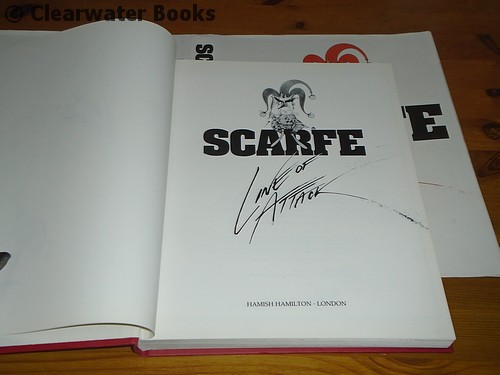 © Clearwater Books
SCARFE
LINE OF
ATTACK
HAMISH HAMILTON - LONDON